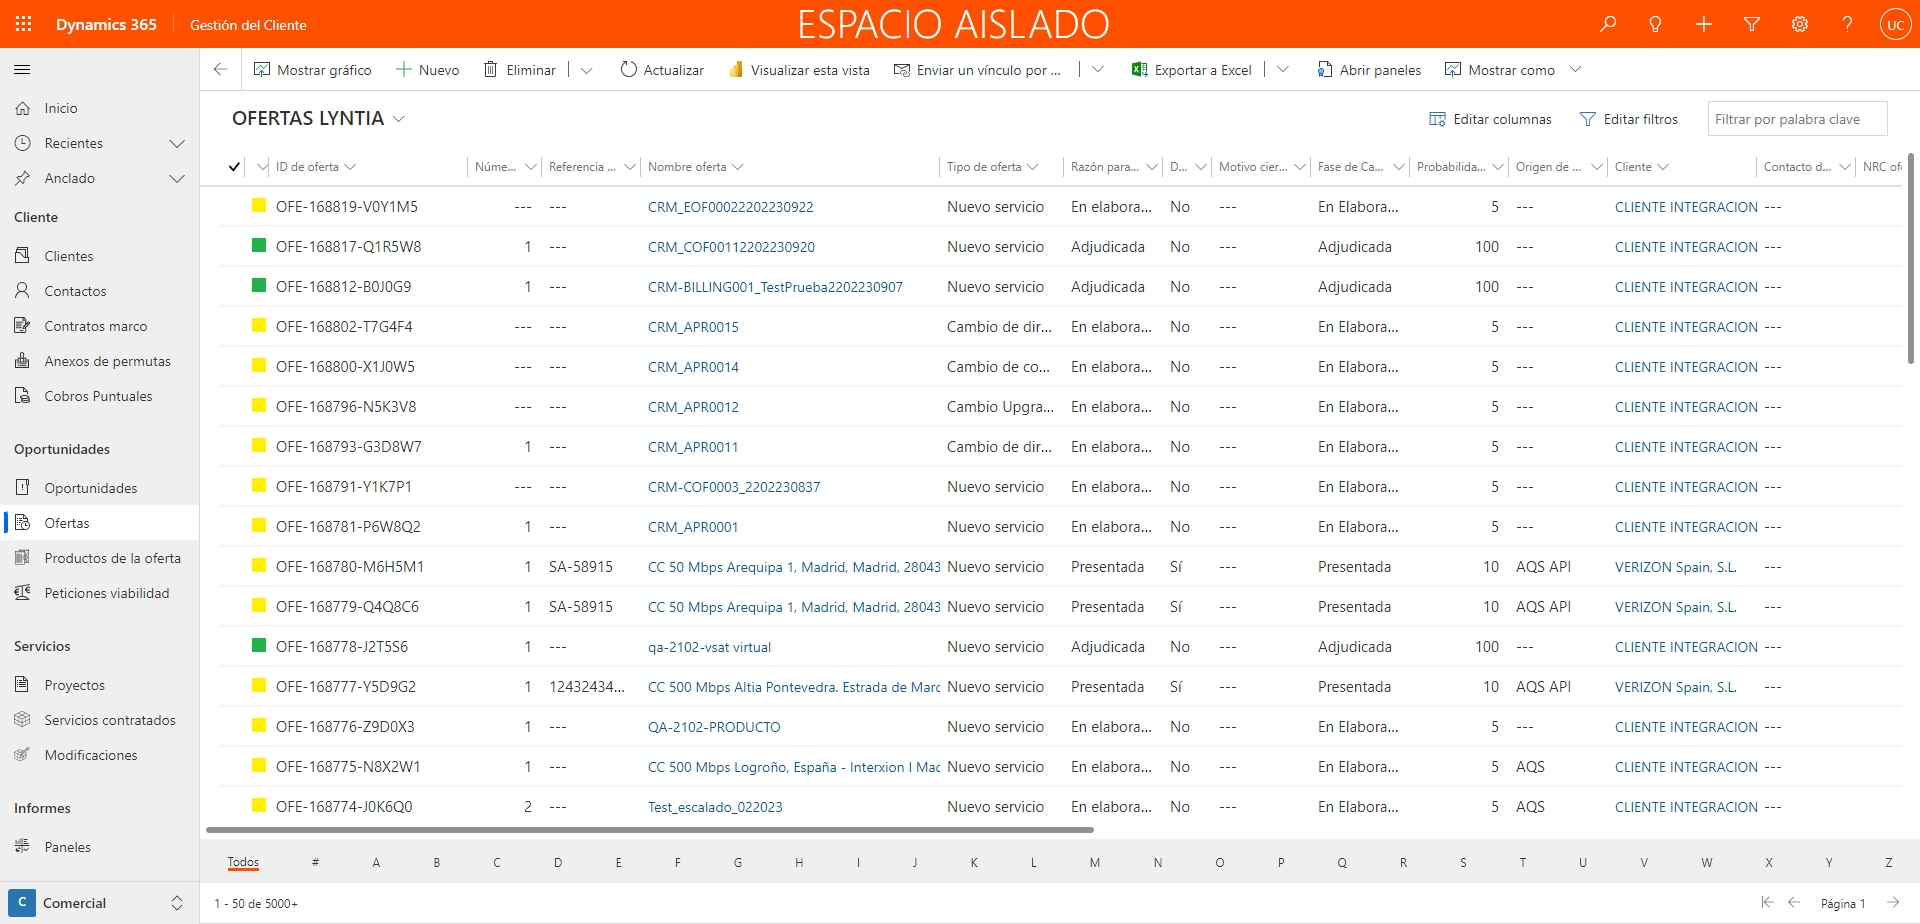 Dynamics 365 Gestión del Cliente ESPACIO AISLADO ? UC
Mostrar gráfico Nuevo Eliminar Actualizar Visualizar esta vista Enviar un vínculo por ... Exportar a Excel Abrir paneles Mostrar como
Inicio
Recientes
Anclado
Cliente
Clientes
Contactos
Contratos marco
Anexos de permutas
Cobros Puntuales
Oportunidades
Oportunidades
Ofertas
Productos de la oferta
Peticiones viabilidad
Servicios
Proyectos
Servicios contratados
Modificaciones
Informes
Paneles
C Comercial
OFERTAS LYNTIA Editar columnas Editar filtros Filtrar por palabra clave
ID de oferta Núme... Referencia ... Nombre oferta Tipo de oferta Razón para... D... Motivo cier... Fase de Ca... Probabilida... Origen de ... Cliente Contacto d... NRC ofe
OFE-168819-V0Y1M5 --- --- CRM_EOF00022202230922 Nuevo servicio En elabora... No --- En Elabora... 5 --- CLIENTE INTEGRACION ---
OFE-168817-Q1R5W8 1 --- CRM_COF00112202230920 Nuevo servicio Adjudicada No --- Adjudicada 100 --- CLIENTE INTEGRACION ---
OFE-168812-B0J0G9 1 --- CRM-BILLING001_TestPrueba2202230907 Nuevo servicio Adjudicada No --- Adjudicada 100 --- CLIENTE INTEGRACION ---
OFE-168802-T7G4F4 --- --- CRM_APR0015 Cambio de dir... En elabora... No --- En Elabora... 5 --- CLIENTE INTEGRACION ---
OFE-168800-X1J0W5 --- --- CRM_APR0014 Cambio de co... En elabora... No --- En Elabora... 5 --- CLIENTE INTEGRACION ---
OFE-168796-N5K3V8 --- --- CRM_APR0012 Cambio Upgra... En elabora... No --- En Elabora... 5 --- CLIENTE INTEGRACION ---
OFE-168793-G3D8W7 1 --- CRM_APR0011 Cambio de dir... En elabora... No --- En Elabora... 5 --- CLIENTE INTEGRACION ---
OFE-168791-Y1K7P1 --- --- CRM-COF0003_2202230837 Nuevo servicio En elabora... No --- En Elabora... 5 --- CLIENTE INTEGRACION ---
OFE-168781-P6W8Q2 1 --- CRM_APR0001 Nuevo servicio En elabora... No --- En Elabora... 5 --- CLIENTE INTEGRACION ---
OFE-168780-M6H5M1 1 SA-58915 CC 50 Mbps Arequipa 1, Madrid, Madrid, 28043 Nuevo servicio Presentada Sí --- Presentada 10 AQS API VERIZON Spain, S.L. ---
OFE-168779-Q4Q8C6 1 SA-58915 CC 50 Mbps Arequipa 1, Madrid, Madrid, 28043 Nuevo servicio Presentada Sí --- Presentada 10 AQS API VERIZON Spain, S.L. ---
OFE-168778-J2T5S6 1 --- qa-2102-vsat virtual Nuevo servicio Adjudicada No --- Adjudicada 100 --- CLIENTE INTEGRACION ---
OFE-168777-Y5D9G2 1 12432434... CC 500 Mbps Altia Pontevedra. Estrada de Marc Nuevo servicio Presentada Sí --- Presentada 10 AQS API VERIZON Spain, S.L. ---
OFE-168776-Z9D0X3 1 --- QA-2102-PRODUCTO Nuevo servicio En elabora... No --- En Elabora... 5 --- CLIENTE INTEGRACION ---
OFE-168775-N8X2W1 1 --- CC 500 Mbps Logroño, España - Interxion I Mac Nuevo servicio En elabora... No --- En Elabora... 5 AQS CLIENTE INTEGRACION ---
OFE-168774-J0K6Q0 2 --- Test_escalado_022023 Nuevo servicio En elabora... No --- En Elabora... 5 AQS CLIENTE INTEGRACION ---
Todos # A B C D E F G H I J K L M N O P Q R S T U V W X Y Z
1 - 50 de 5000+ Página 1